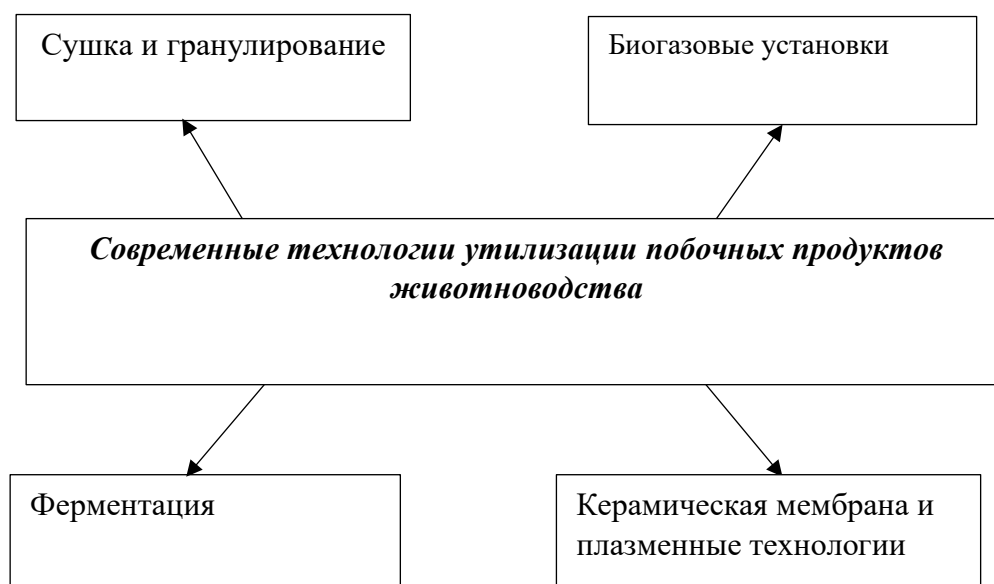 Сушка и гранулирование
Биогазовые установки
Современные технологии утилизации побочных продуктов
животноводства
Ферментация
Керамическая мембрана и
плазменные технологии